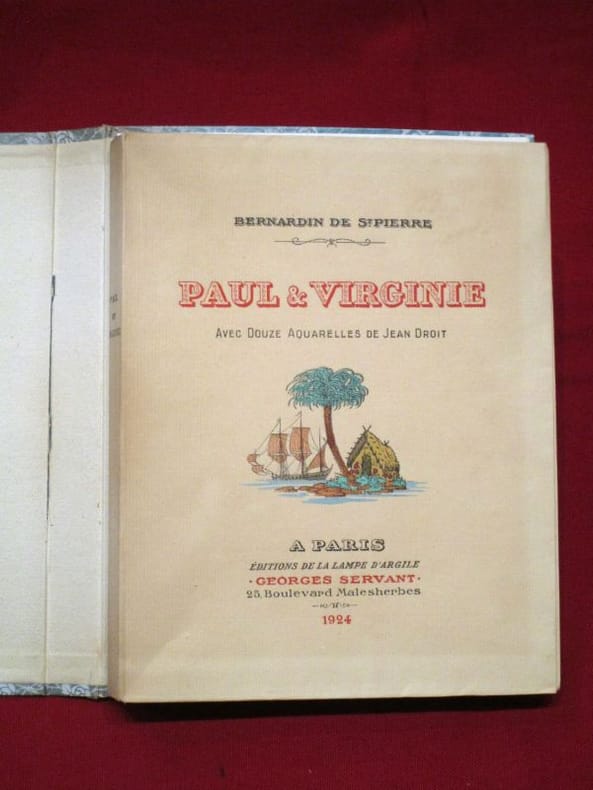 BERNARDIN DE ST PIERRE
PAUL & VIRGINIE
AVEC DOUZE AQUARELLES DE JEAN DROIT
A PARIS
ÉDITIONS DE LA LAMPE D'ARGILE
·GEORGES SERVANT·
25, Boulevard Malesherbes
1924